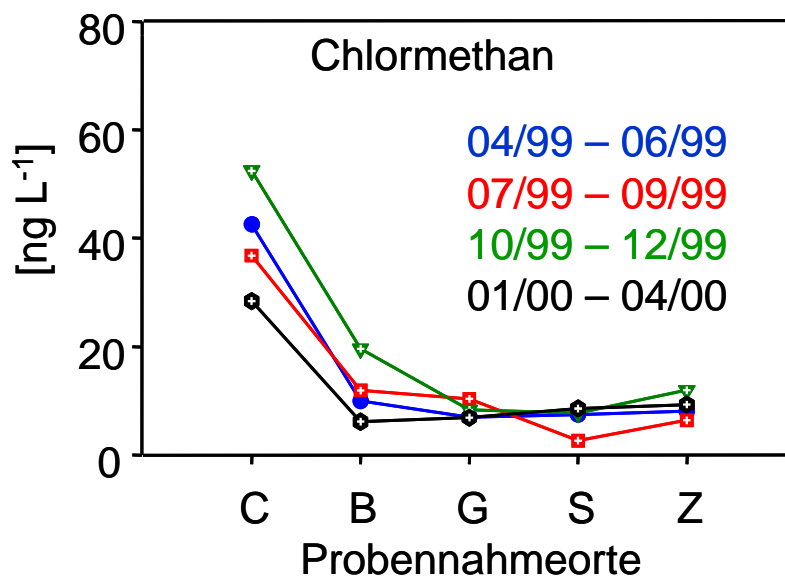 80
Chlormethan
60
04/99 – 06/99
07/99 – 09/99
[ng L-1]
40
10/99 – 12/99
01/00 – 04/00
20
0
C B G S Z
Probennahmeorte